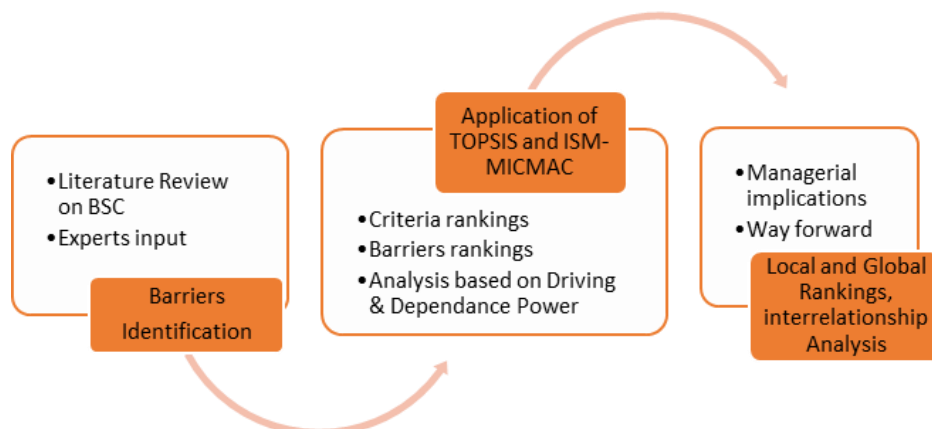 •Literature Review
on BSC
•Experts input
Barriers
Identification
Application of
TOPSIS and ISM-
MICMAC
•Criteria rankings
•Barriers rankings
•Analysis based on Driving
& Dependance Power
•Managerial
implications
•Way forward
Local and Global
Rankings,
interrelationship
Analysis